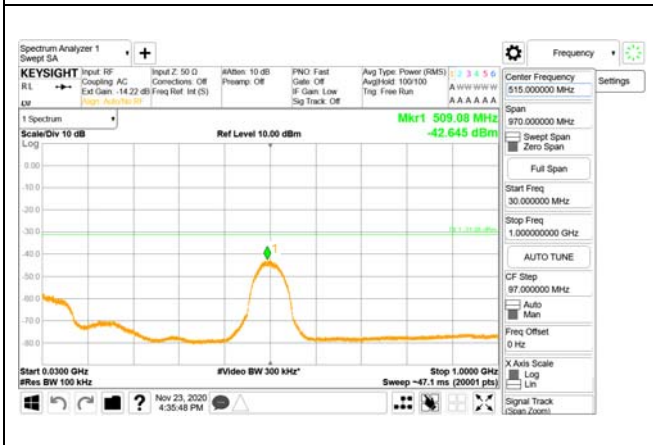 Spectrum Analyzer 1
Swept SA
Frequency
KEYSIGHT
RL
Input: RF
Coupling: AC
Ext Gain: -14.22 dB
Align: Auto/No RF
Input Z: 50 Ω
Corrections: Off
Freq Ref: Int (S)
#Atten: 10 dB
Preamp: Off
PNO: Fast
Gate: Off
IF Gain: Low
Sig Track: Off
Avg Type: Power (RMS)
Avg|Hold: 100/100
Trig: Free Run
1 2 3 4 5 6
A W W W W W
A A A A A A
1 Spectrum
Scale/Div 10 dB
Ref Level 10.00 dBm
Mkr1 509.08 MHz
-42.645 dBm
Log
0.00
-10.0
-20.0
-30.0
-40.0
-50.0
-60.0
-70.0
-80.0
1
Start 0.0300 GHz
#Res BW 100 kHz
#Video BW 300 kHz*
Stop 1.0000 GHz
Sweep ~47.1 ms (20001 pts)
Nov 23, 2020
4:35:48 PM
Center Frequency
515.000000 MHz
Settings
Span
970.000000 MHz
Swept Span
Zero Span
Full Span
Start Freq
30.000000 MHz
Stop Freq
1.000000000 GHz
AUTO TUNE
CF Step
97.000000 MHz
Auto
Man
Freq Offset
0 Hz
X Axis Scale
Log
Lin
Signal Track
(Span Zoom)